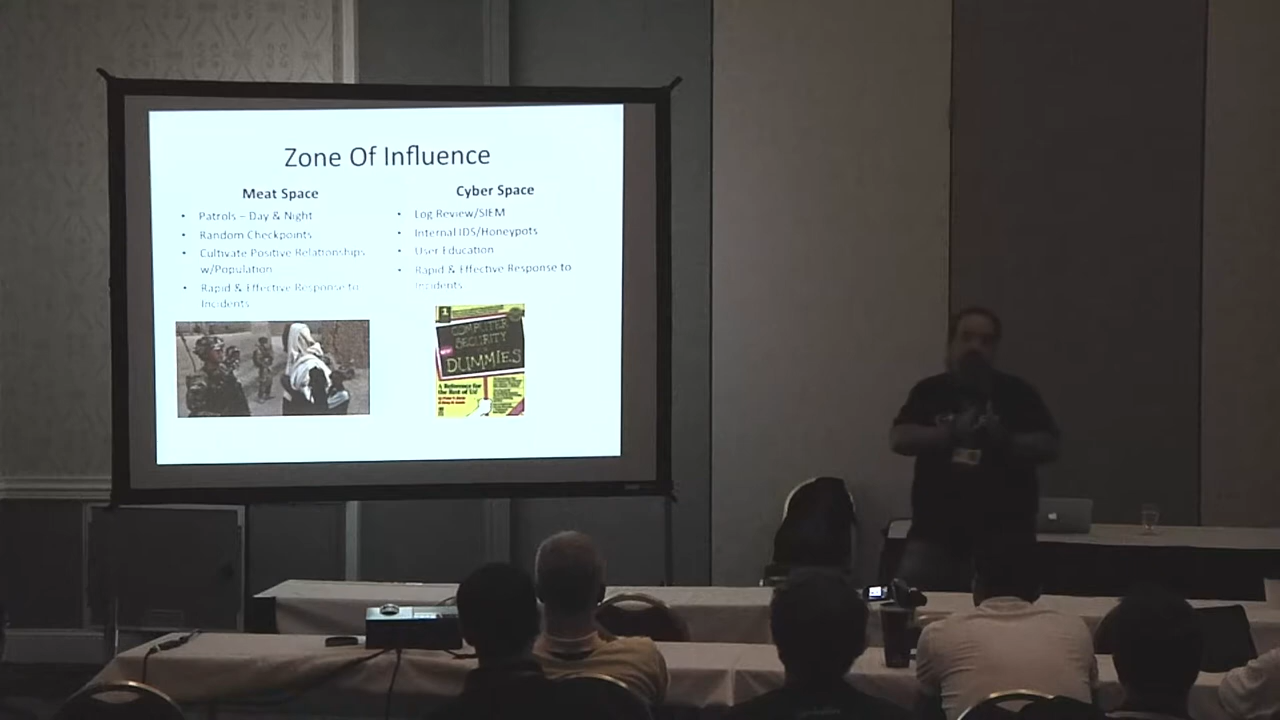 Zone Of Influence
Meat Space
• Patrols – Day & Night
• Random Checkpoints
• Cultivate Positive Relationships
w/Population
• Rapid & Effective Response to
Incidents
Cyber Space
• Log Review/SIEM
• Internal IDS/Honeypots
• User Education
• Rapid & Effective Response to
Incidents
COMPUTER
SECURITY
DUMMIES
A Reference for
the Rest of Us!